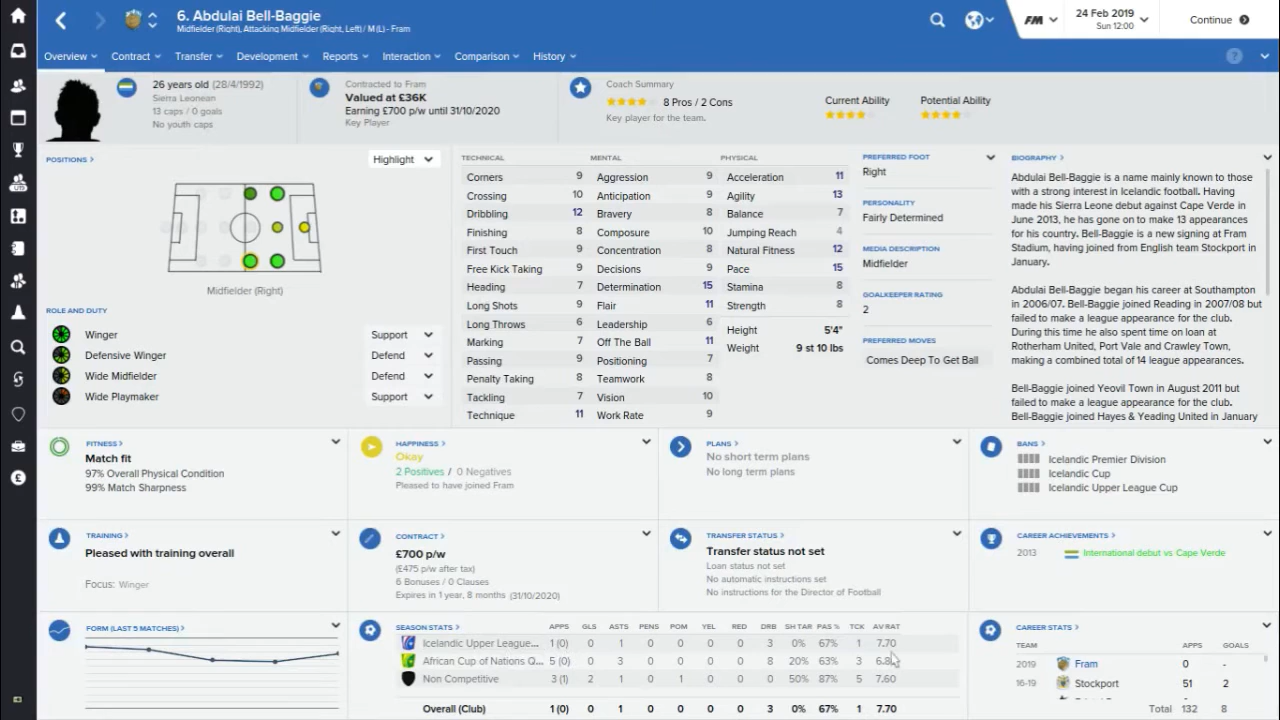 6. Abdulai Bell-Baggie
Midfielder (Right), Attacking Midfielder (Right, Left) / M (L) - Fram
FM
24 Feb 2019
Sun 12:00
Continue
Overview
Contract
Transfer
Development
Reports
Interaction
Comparison
History
26 years old (28/4/1992)
Sierra Leonean
13 caps / 0 goals
No youth caps
Contracted to Fram
Valued at £36K
Earning £700 p/w until 31/10/2020
Key Player
Coach Summary
8 Pros / 2 Cons
Key player for the team.
Current Ability
Potential Ability
POSITIONS >
Highlight
Midfielder (Right)
ROLE AND DUTY
Winger Support
Defensive Winger Defend
Wide Midfielder Defend
Wide Playmaker Support
TECHNICAL MENTAL PHYSICAL
Corners 9 Aggression 9 Acceleration 11
Crossing 10 Anticipation 9 Agility 13
Dribbling 12 Bravery 8 Balance 7
Finishing 8 Composure 10 Jumping Reach 4
First Touch 9 Concentration 8 Natural Fitness 12
Free Kick Taking 9 Decisions 9 Pace 15
Heading 7 Determination 15 Stamina 8
Long Shots 9 Flair 11 Strength 8
Long Throws 6 Leadership 6
Marking 7 Off The Ball 11
Passing 9 Positioning 7
Penalty Taking 8 Teamwork 8
Tackling 7 Vision 10
Technique 11 Work Rate 9
Height 5'4"
Weight 9 st 10 lbs
PREFERRED FOOT
Right
PERSONALITY
Fairly Determined
MEDIA DESCRIPTION
Midfielder
GOALKEEPER RATING
2
PREFERRED MOVES
Comes Deep To Get Ball
BIOGRAPHY >
Abdulai Bell-Baggie is a name mainly known to those
with a strong interest in Icelandic football. Having
made his Sierra Leone debut against Cape Verde in
June 2013, he has gone on to make 13 appearances
for his country. Bell-Baggie is a new signing at Fram
Stadium, having joined from English team Stockport in
January.
Abdulai Bell-Baggie began his career at Southampton
in 2006/07. Bell-Baggie joined Reading in 2007/08 but
failed to make a league appearance for the club.
During this time he also spent time on loan at
Rotherham United, Port Vale and Crawley Town,
making a combined total of 14 league appearances.
Bell-Baggie joined Yeovil Town in August 2011 but
failed to make a league appearance for the club.
Bell-Baggie joined Hayes & Yeading United in January
FITNESS >
Match fit
97% Overall Physical Condition
99% Match Sharpness
HAPPINESS >
Okay
2 Positives / 0 Negatives
Pleased to have joined Fram
PLANS >
No short term plans
No long term plans
BANS >
Icelandic Premier Division
Icelandic Cup
Icelandic Upper League Cup
TRAINING >
Pleased with training overall
Focus: Winger
CONTRACT >
£700 p/w
(£475 p/w after tax)
6 Bonuses / 0 Clauses
Expires in 1 year, 8 months (31/10/2020)
TRANSFER STATUS >
Transfer status not set
Loan status not set
No automatic instructions set
No instructions for the Director of Football
CAREER ACHIEVEMENTS >
2013 International debut vs Cape Verde
FORM (LAST 5 MATCHES) >
SEASON STATS > APPS GLS ASTS PENS POM YEL RED DRB SH TAR PAS % TCK AV RAT
Icelandic Upper League... 1 (0) 0 1 0 0 0 0 3 0% 67% 1 7.70
African Cup of Nations Q... 5 (0) 0 3 0 0 0 0 8 20% 63% 3
Non Competitive 3 (1) 2 1 0 1 0 0 0 50% 87% 5 7.60
Overall (Club) 1 (0) 0 1 0 0 0 0 3 0% 67% 1 7.70
CAREER STATS >
TEAM APPS GOALS
2019 Fram 0 -
16-19 Stockport 51 2
Total 132 8